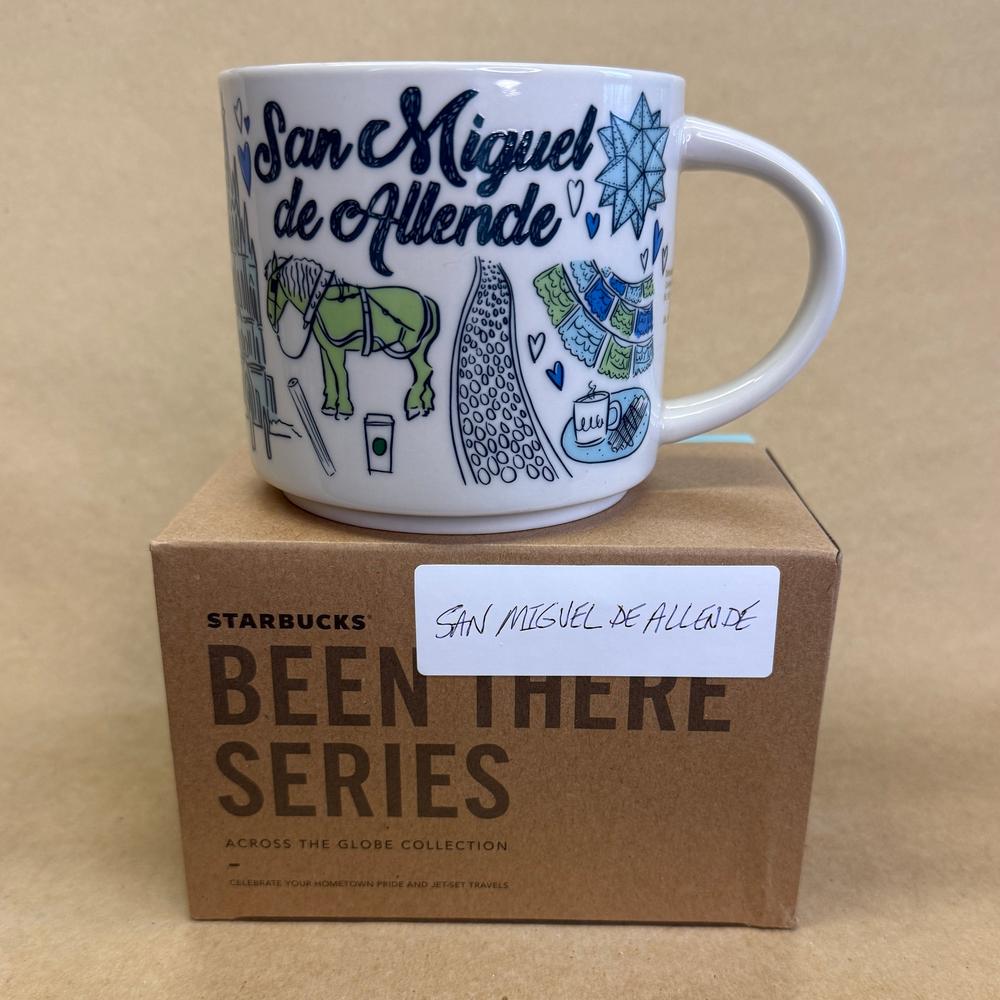 San Miguel
de Allende
SAN MIGUEL DE ALLENDE
STARBUCKS®
BEEN THERE
SERIES
ACROSS THE GLOBE COLLECTION
CELEBRATE YOUR HOMETOWN PRIDE AND JET-SET TRAVELS